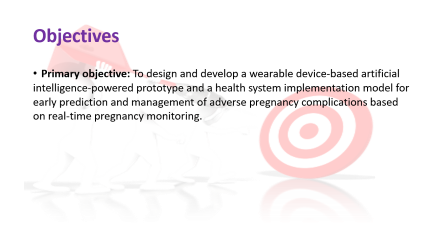 Objectives
• Primary objective: To design and develop a wearable device-based artificial
intelligence-powered prototype and a health system implementation model for
early prediction and management of adverse pregnancy complications based
on real-time pregnancy monitoring.